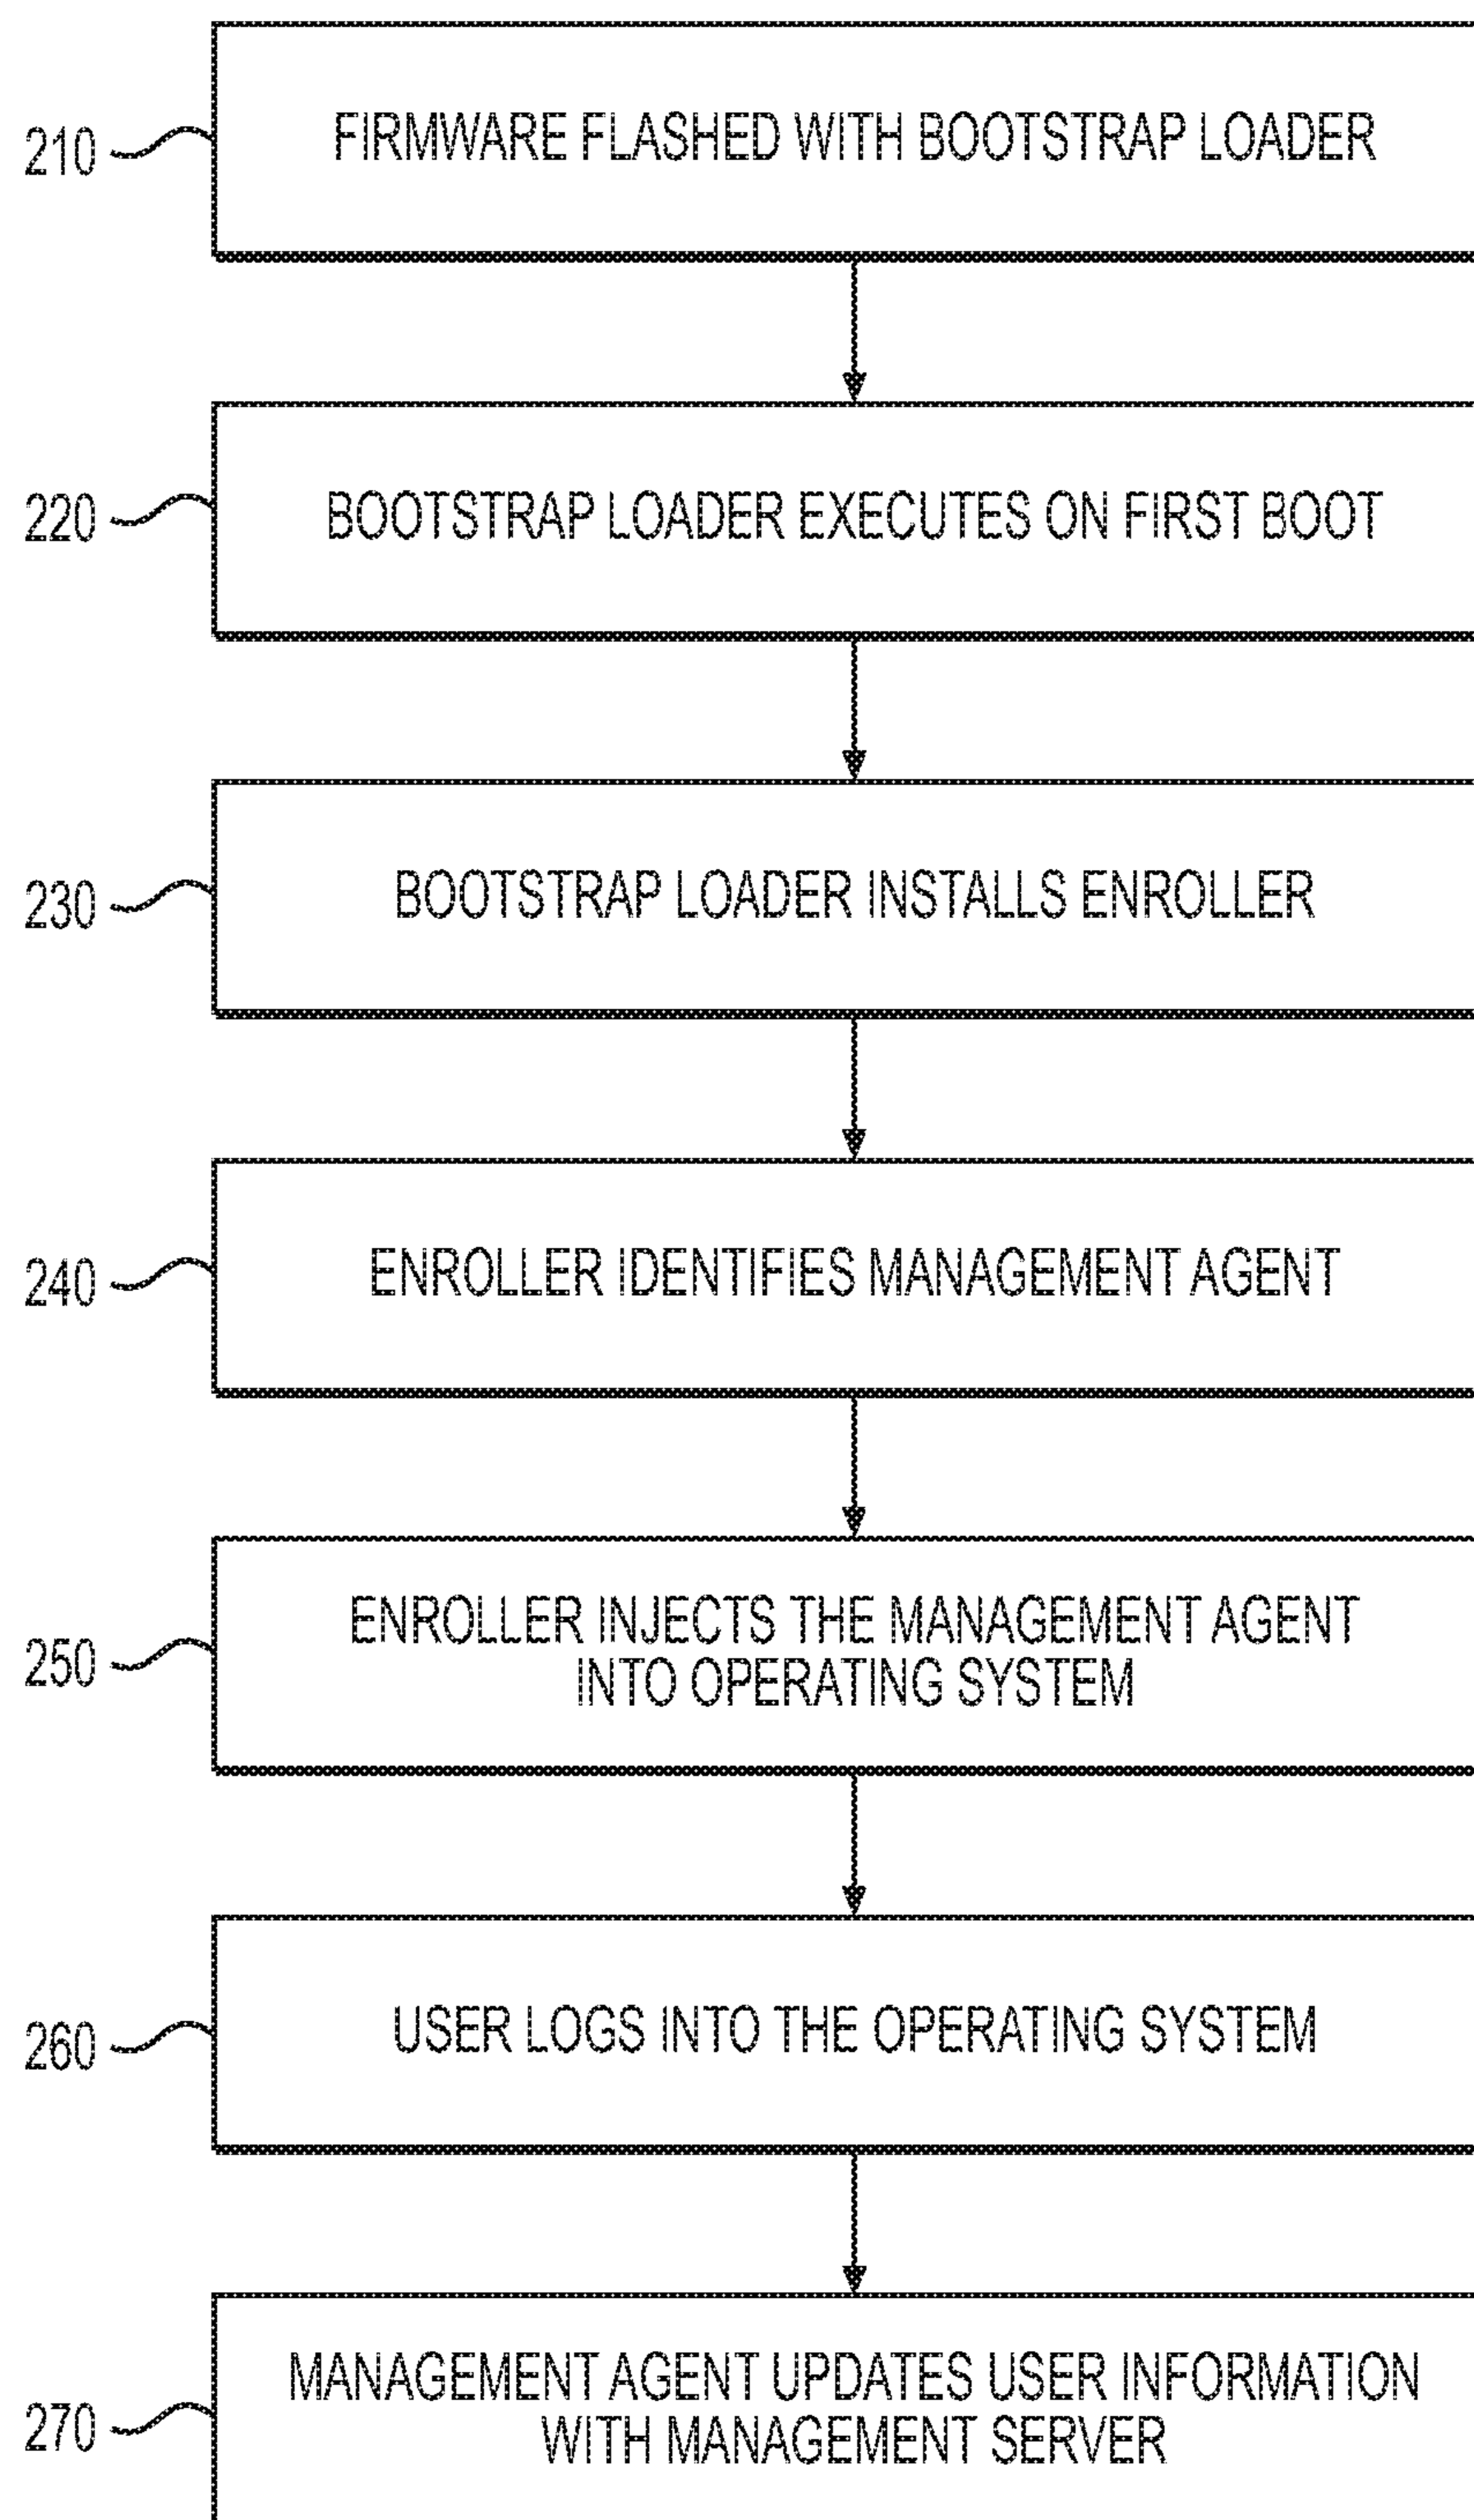 210
FIRMWARE FLASHED WITH BOOTSTRAP LOADER
220
BOOTSTRAP LOADER EXECUTES ON FIRST BOOT
230
BOOTSTRAP LOADER INSTALLS ENROLLER
240
ENROLLER IDENTIFIES MANAGEMENT AGENT
250
ENROLLER INJECTS THE MANAGEMENT AGENT
INTO OPERATING SYSTEM
260
USER LOGS INTO THE OPERATING SYSTEM
270
MANAGEMENT AGENT UPDATES USER INFORMATION
WITH MANAGEMENT SERVER